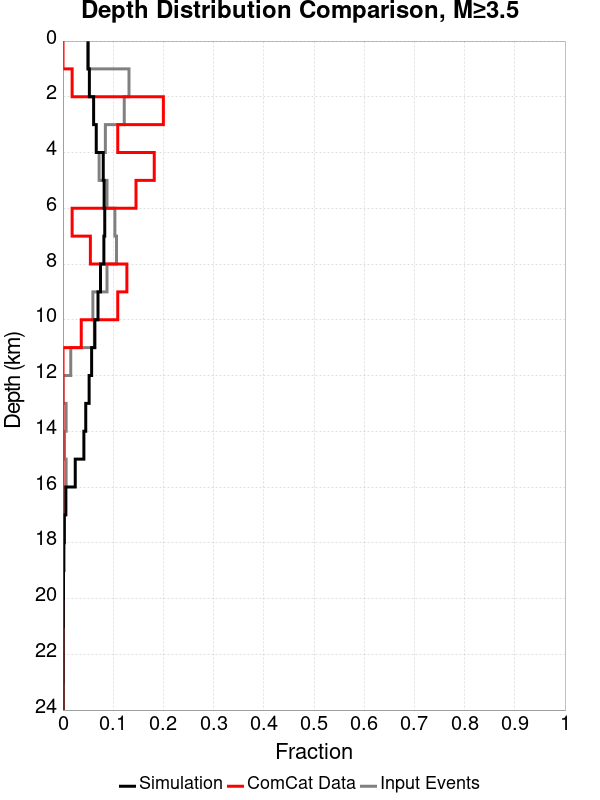 Depth Distribution Comparison, M≥3.5
0
2
4
6
8
10
12
14
16
18
20
22
24
Depth (km)
0 0.1 0.2 0.3 0.4 0.5 0.6 0.7 0.8 0.9 1
Fraction
Simulation ComCat Data Input Events